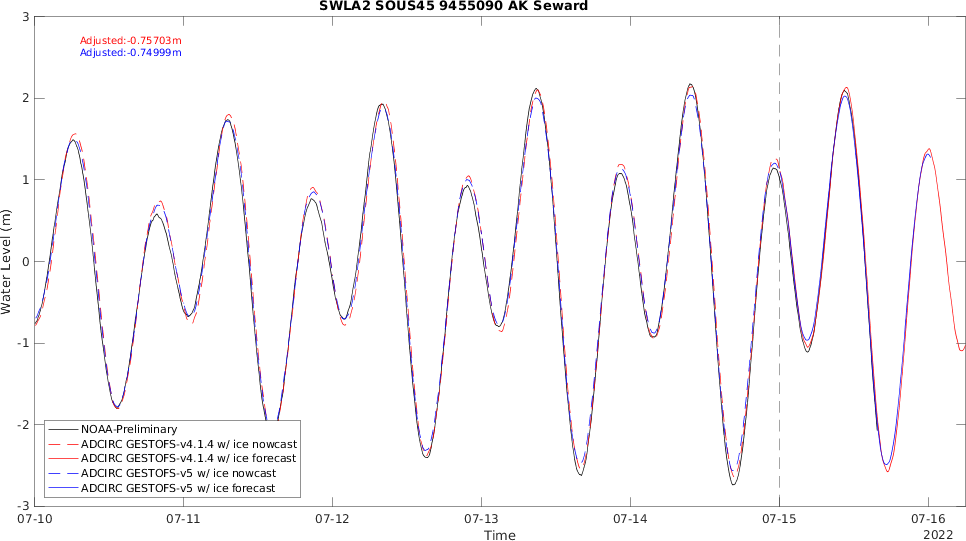 SWLA2 SOUS45 9455090 AK Seward
3
Adjusted:-0.75703m
Adjusted:-0.74999m
2
1
0
-1
-2
-3
Water Level (m)
NOAA-Preliminary
ADCIRC GESTOFS-v4.1.4 w/ ice nowcast
ADCIRC GESTOFS-v4.1.4 w/ ice forecast
ADCIRC GESTOFS-v5 w/ ice nowcast
ADCIRC GESTOFS-v5 w/ ice forecast
07-10 07-11 07-12 07-13 07-14 07-15 07-16
Time
2022